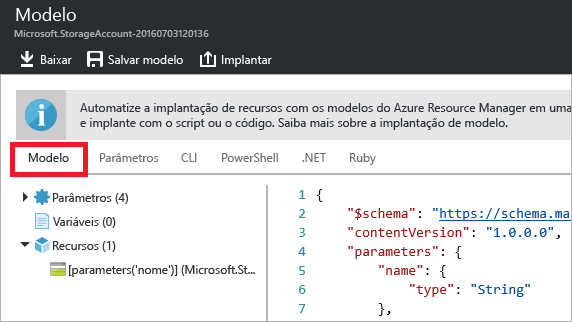 Modelo
Microsoft.StorageAccount-20160703120136
Baixar Salvar modelo Implantar
Automatize a implantação de recursos com os modelos do Azure Resource Manager em uma
e implante com o script ou o código. Saiba mais sobre a implantação de modelo.
Modelo Parâmetros CLI PowerShell .NET Ruby
Parâmetros (4)
Variáveis (0)
Recursos (1)
[parameters('nome')] (Microsoft.St...
1 {
2 "$schema": "https://schema.ma
3 "contentVersion": "1.0.0.0",
4 "parameters": {
5 "name": {
6 "type": "String"
7 },